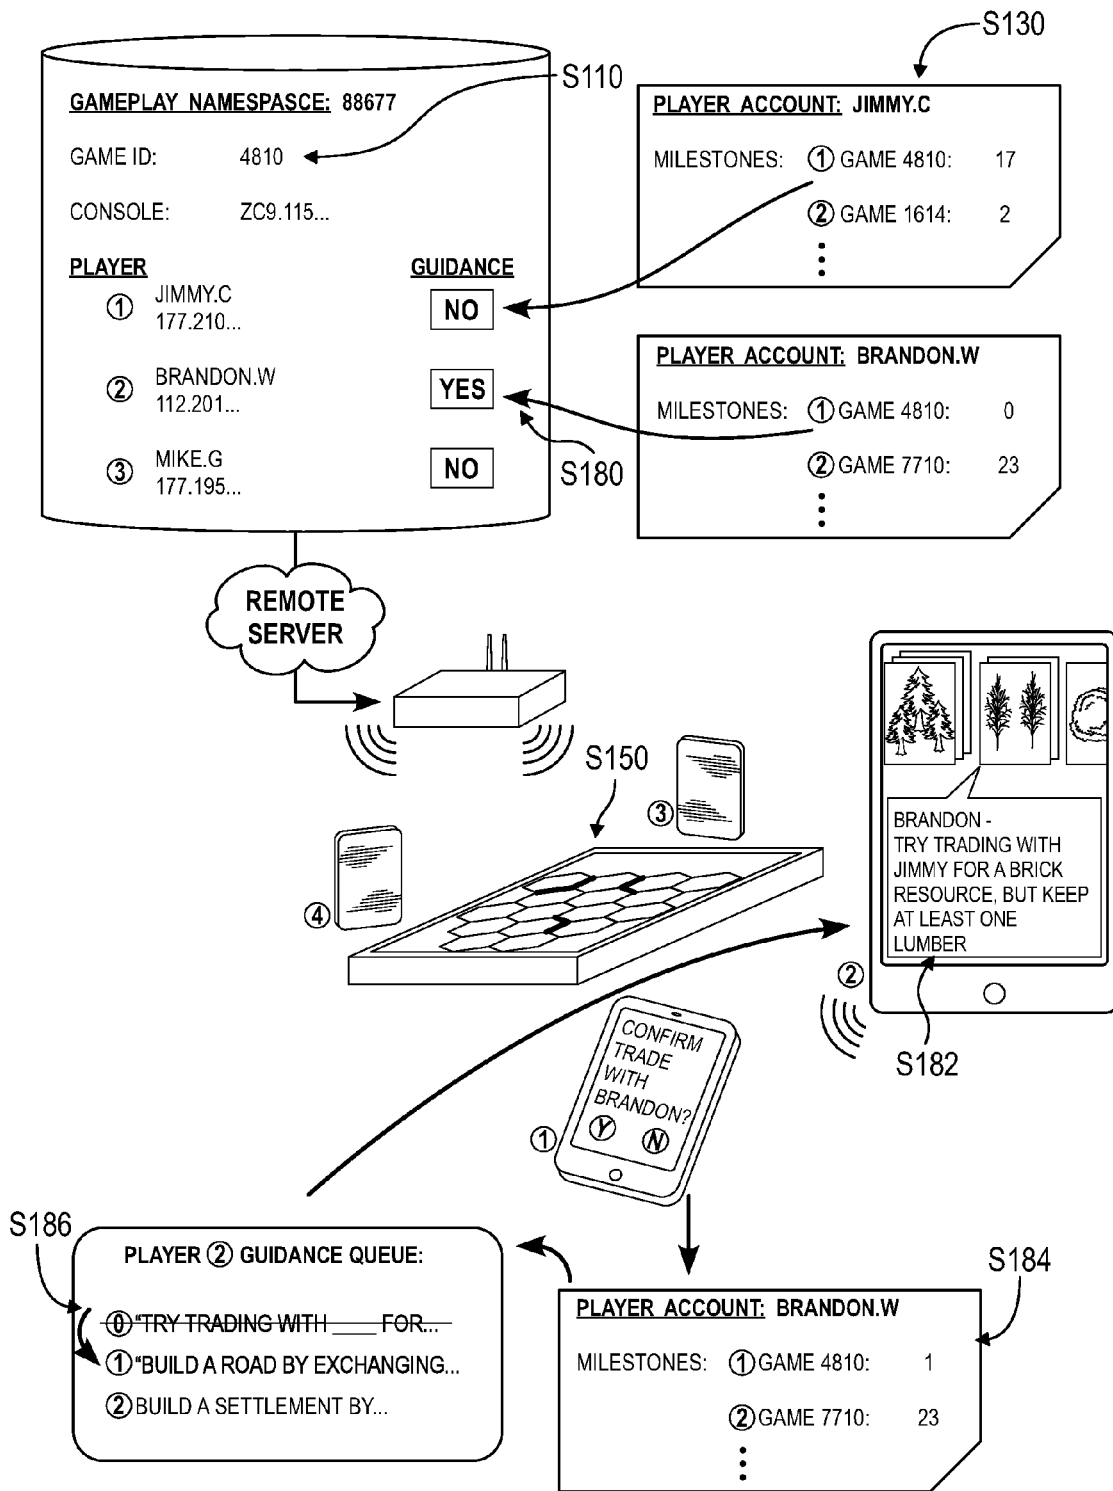 S130
S110
GAMEPLAY NAMESPASCE: 88677
GAME ID: 4810
CONSOLE: ZC9.115...
PLAYER GUIDANCE
① JIMMY.C
177.210...
NO
② BRANDON.W
112.201...
YES
③ MIKE.G
177.195...
NO
S180
PLAYER ACCOUNT: JIMMY.C
MILESTONES: ① GAME 4810: 17
② GAME 1614: 2
PLAYER ACCOUNT: BRANDON.W
MILESTONES: ① GAME 4810: 0
② GAME 7710: 23
REMOTE
SERVER
S150
③
④
BRANDON -
TRY TRADING WITH
JIMMY FOR A BRICK
RESOURCE, BUT KEEP
AT LEAST ONE
LUMBER
②
S182
CONFIRM
TRADE
WITH
BRANDON?
Y N
①
S186
PLAYER ② GUIDANCE QUEUE:
⓪ "TRY TRADING WITH ____ FOR...
① "BUILD A ROAD BY EXCHANGING...
② BUILD A SETTLEMENT BY...
S184
PLAYER ACCOUNT: BRANDON.W
MILESTONES: ① GAME 4810: 1
② GAME 7710: 23